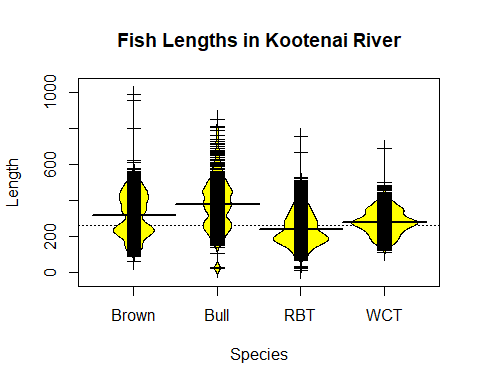 Fish Lengths in Kootenai River
1000
600
200
0
Length
Brown Bull RBT WCT
Species